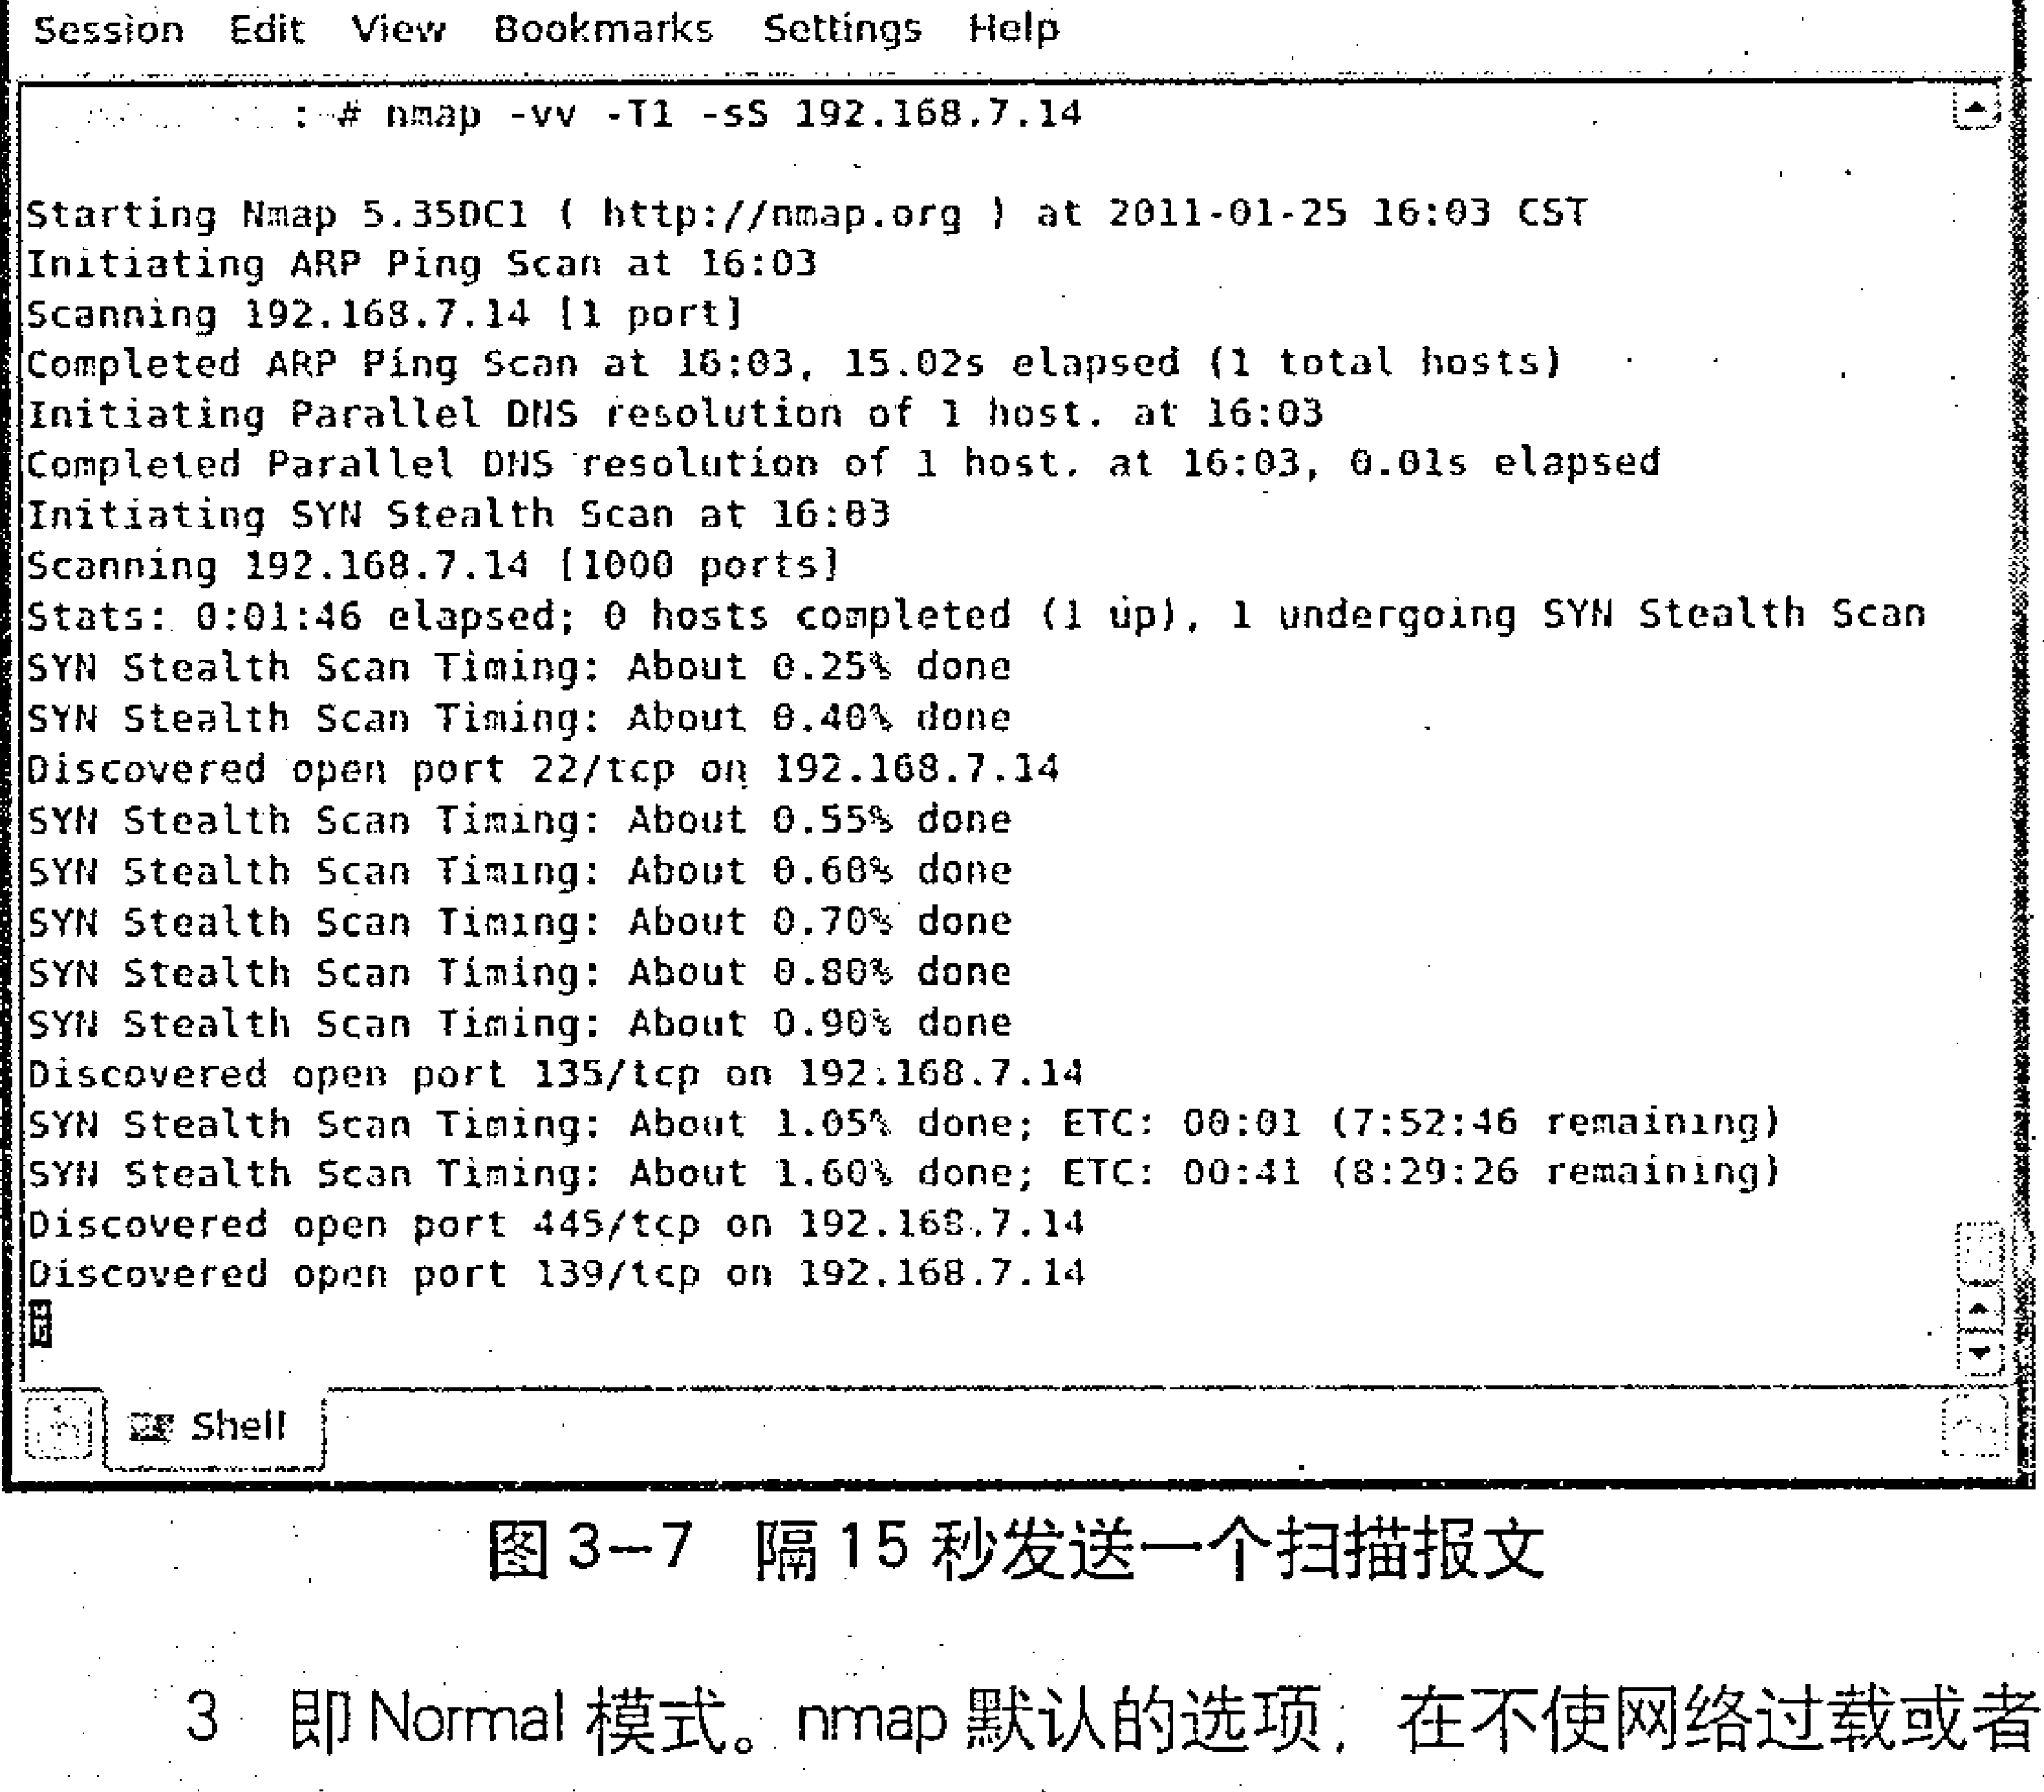 Session Edit View Bookmarks Settings Help
: # nmap -vv -T1 -sS 192.168.7.14
Starting Nmap 5.35DC1 ( http://nmap.org ) at 2011-01-25 16:03 CST
Initiating ARP Ping Scan at 16:03
Scanning 192.168.7.14 [1 port]
Completed ARP Ping Scan at 16:03, 15.02s elapsed (1 total hosts)
Initiating Parallel DNS resolution of 1 host. at 16:03
Completed Parallel DNS resolution of 1 host. at 16:03, 0.01s elapsed
Initiating SYN Stealth Scan at 16:03
Scanning 192.168.7.14 [1000 ports]
Stats: 0:01:46 elapsed; 0 hosts completed (1 up), 1 undergoing SYN Stealth Scan
SYN Stealth Scan Timing: About 0.25% done
SYN Stealth Scan Timing: About 0.40% done
Discovered open port 22/tcp on 192.168.7.14
SYN Stealth Scan Timing: About 0.55% done
SYN Stealth Scan Timing: About 0.60% done
SYN Stealth Scan Timing: About 0.70% done
SYN Stealth Scan Timing: About 0.80% done
SYN Stealth Scan Timing: About 0.90% done
Discovered open port 135/tcp on 192.168.7.14
SYN Stealth Scan Timing: About 1.05% done; ETC: 00:01 (7:52:46 remaining)
SYN Stealth Scan Timing: About 1.60% done; ETC: 00:41 (8:29:26 remaining)
Discovered open port 445/tcp on 192.168.7.14
Discovered open port 139/tcp on 192.168.7.14
Shell
图3-7 隔15秒发送一个扫描报文
3 即Normal模式。nmap默认的选项；在不使网络过载或者